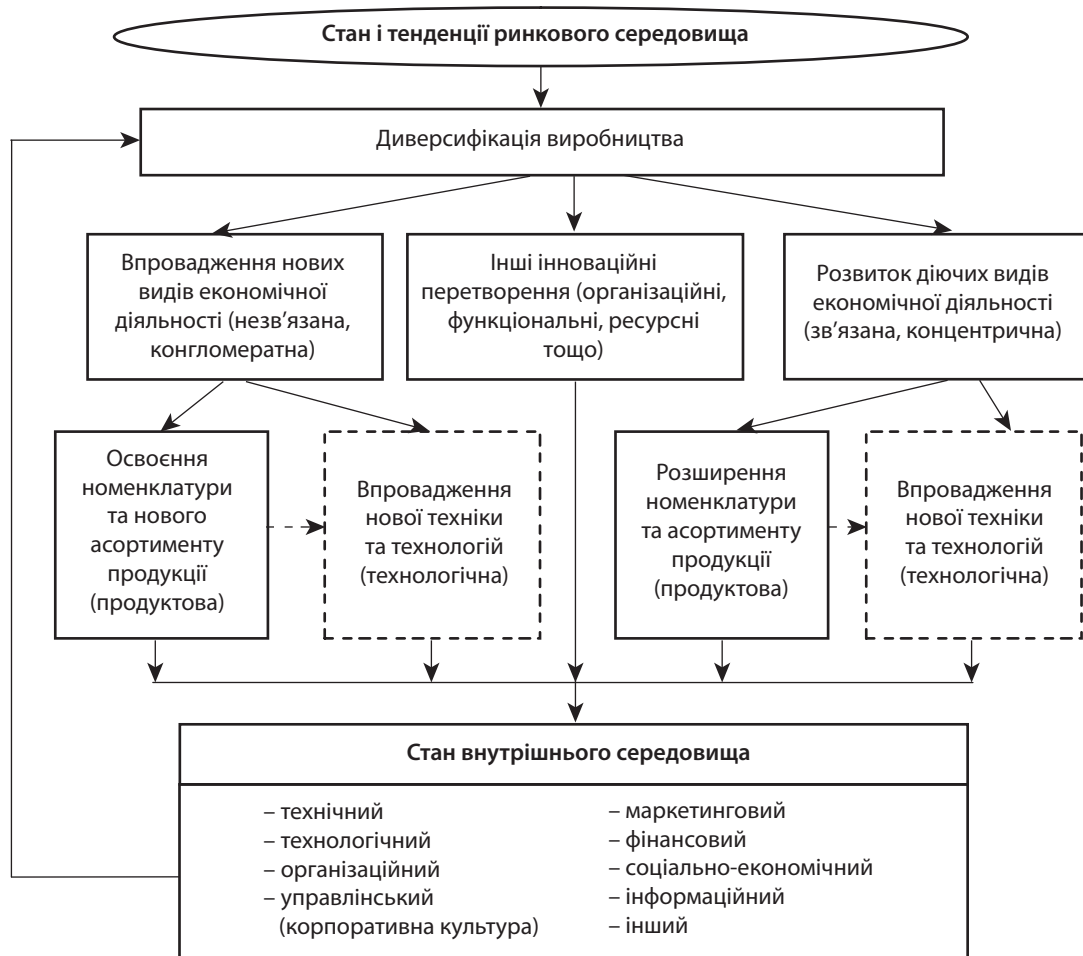 Стан і тенденції ринкового середовища
Диверсифікація виробництва
Впровадження нових
видів економічної
діяльності (незв'язана,
конгломератна)
Інші інноваційні
перетворення (організаційні,
функціональні, ресурсні
тощо)
Розвиток діючих видів
економічної діяльності
(зв'язана, концентрична)
Освоєння
номенклатури
та нового
асортименту
продукції
(продуктова)
Впровадження
нової техніки
та технологій
(технологічна)
Розширення
номенклатури
та асортименту
продукції
(продуктова)
Впровадження
нової техніки
та технологій
(технологічна)
Стан внутрішнього середовища
– технічний
– технологічний
– організаційний
– управлінський
(корпоративна культура)
– маркетинговий
– фінансовий
– соціально-економічний
– інформаційний
– інший